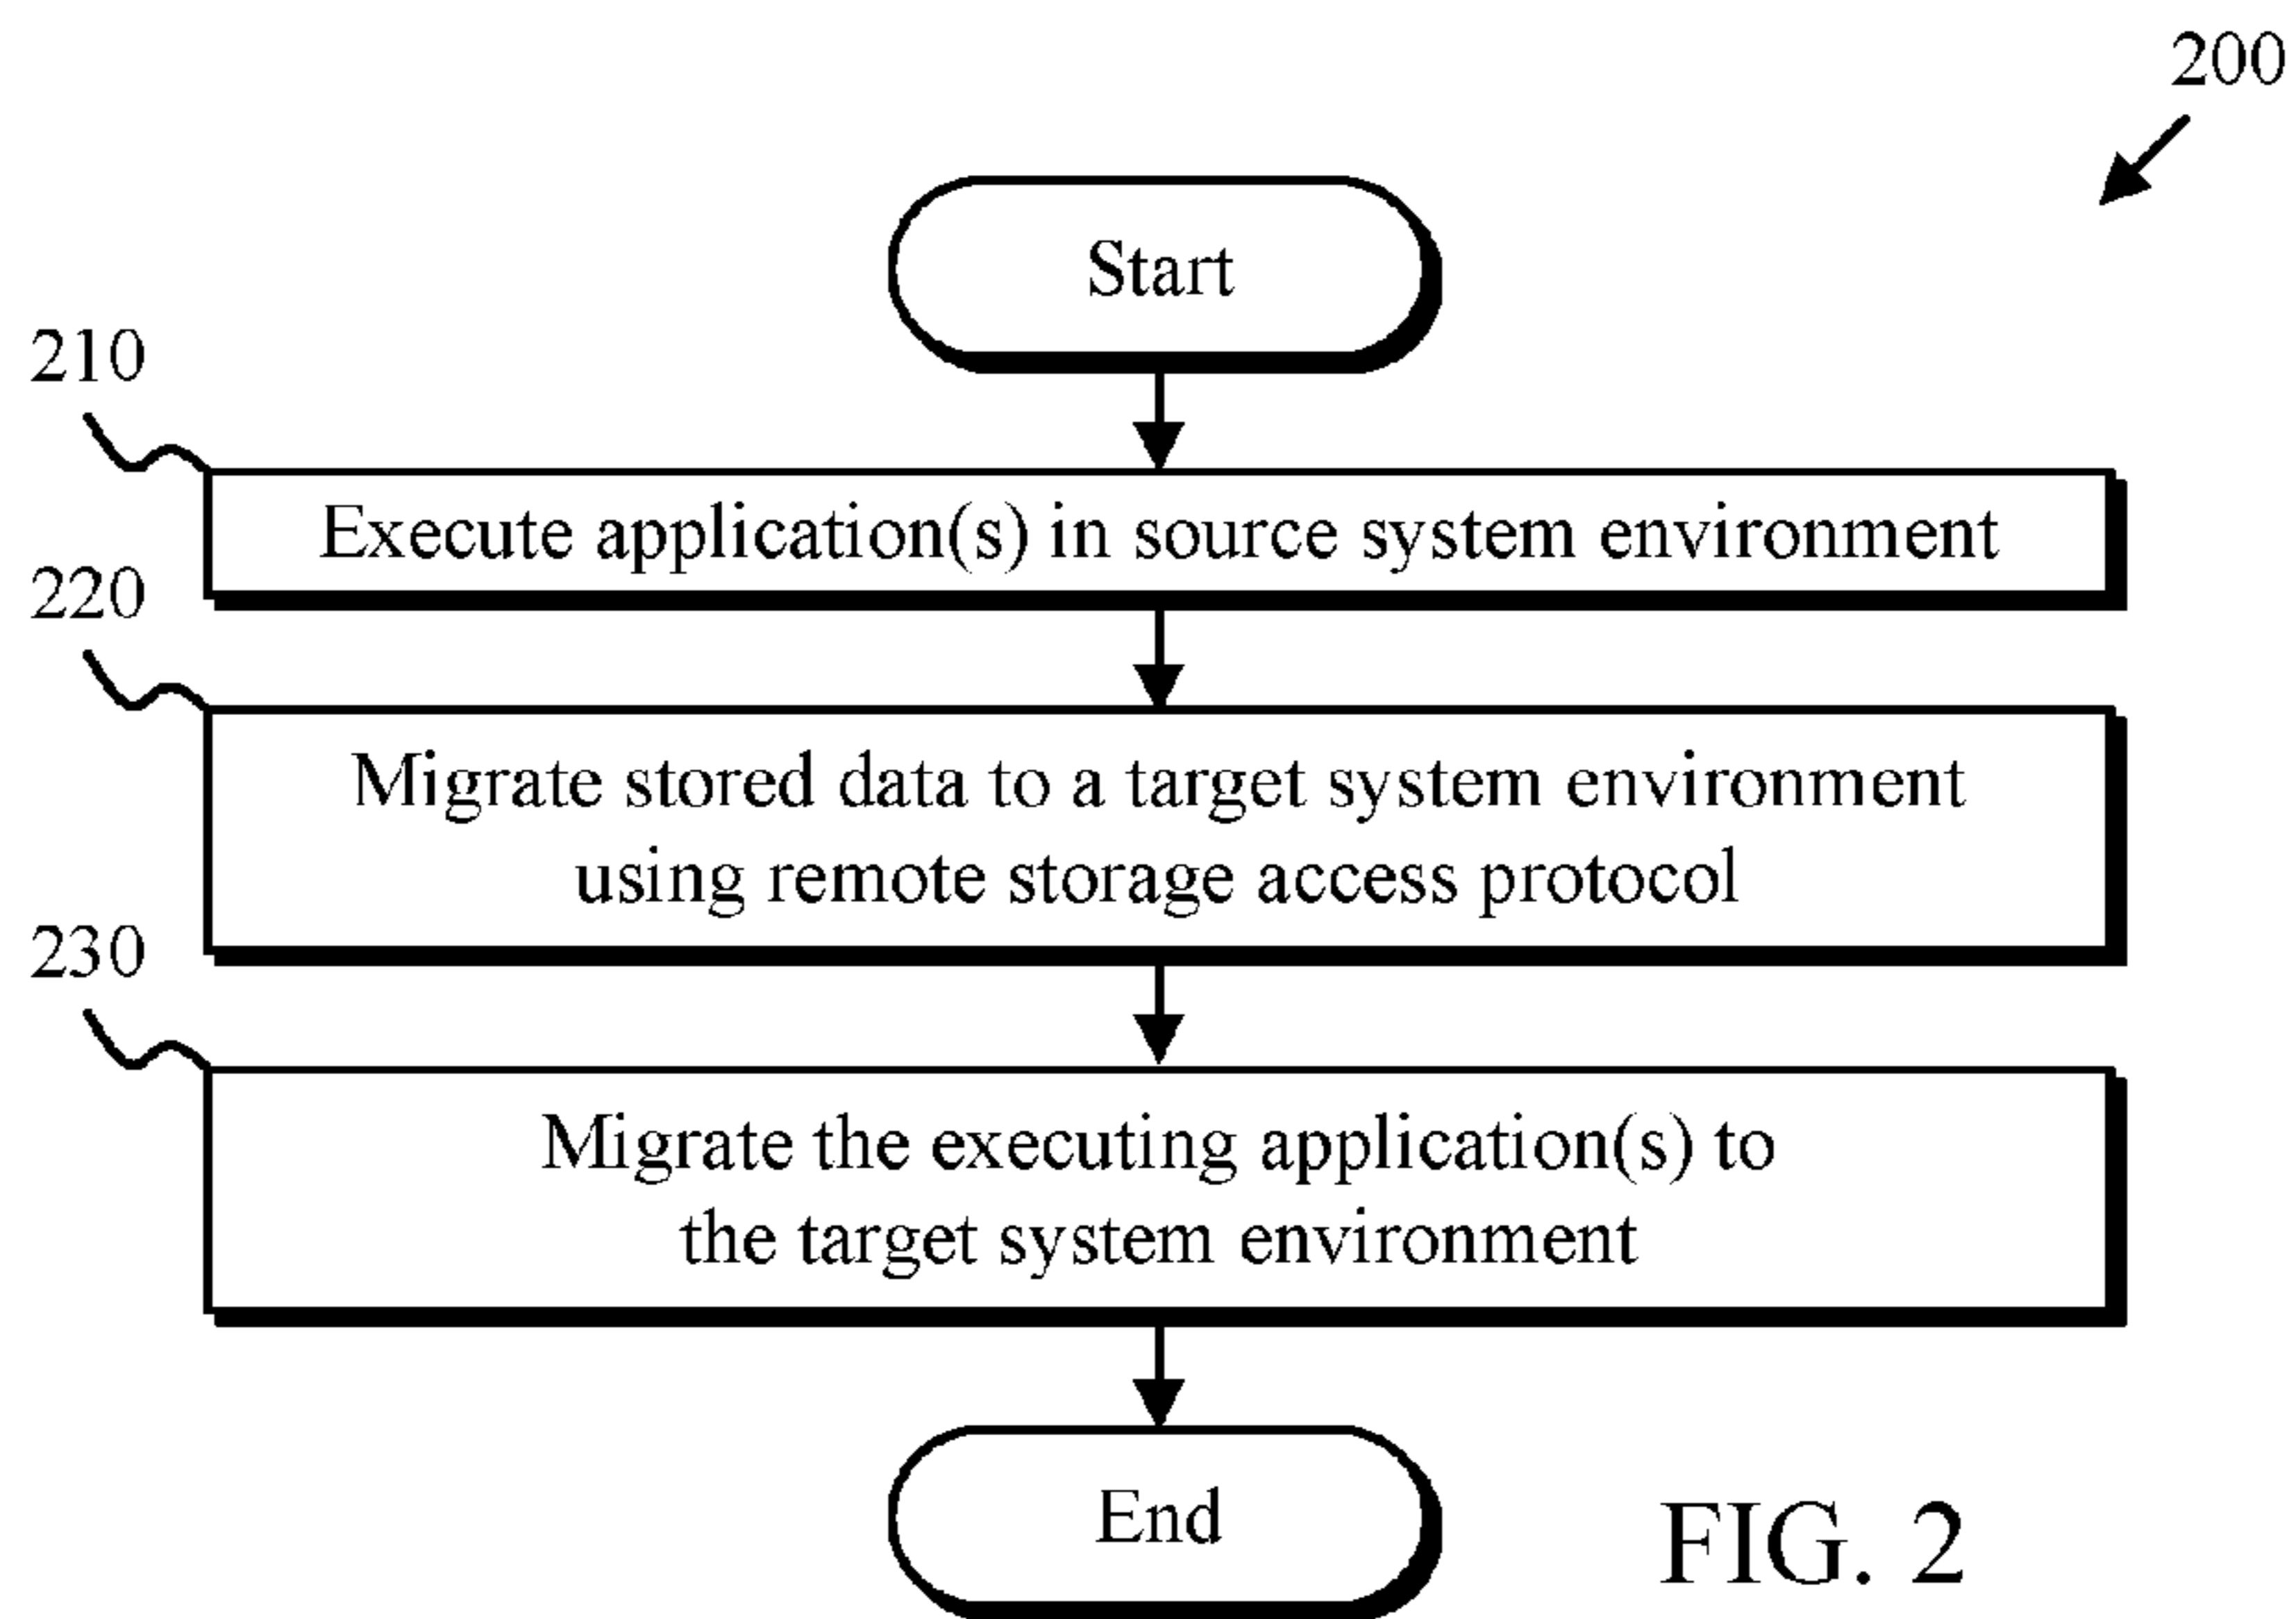 200
Start
210
Execute application(s) in source system environment
220
Migrate stored data to a target system environment
using remote storage access protocol
230
Migrate the executing application(s) to
the target system environment
End
FIG. 2